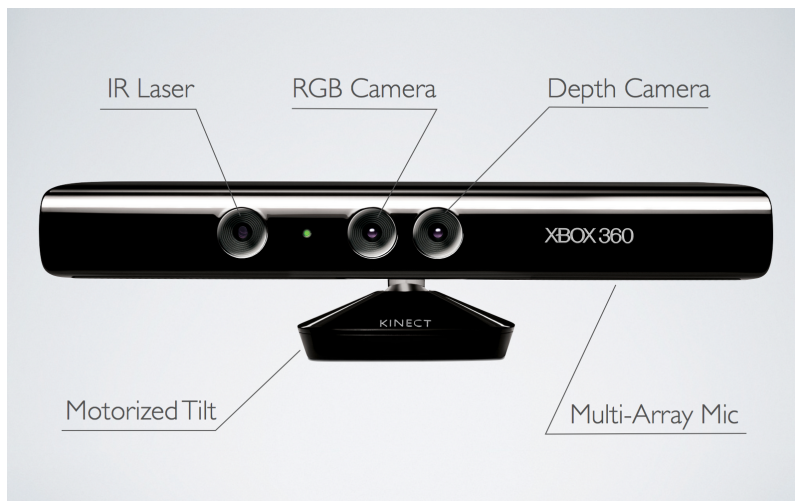 IR Laser
RGB Camera
Depth Camera
XBOX 360
KINECT
Motorized Tilt
Multi-Array Mic